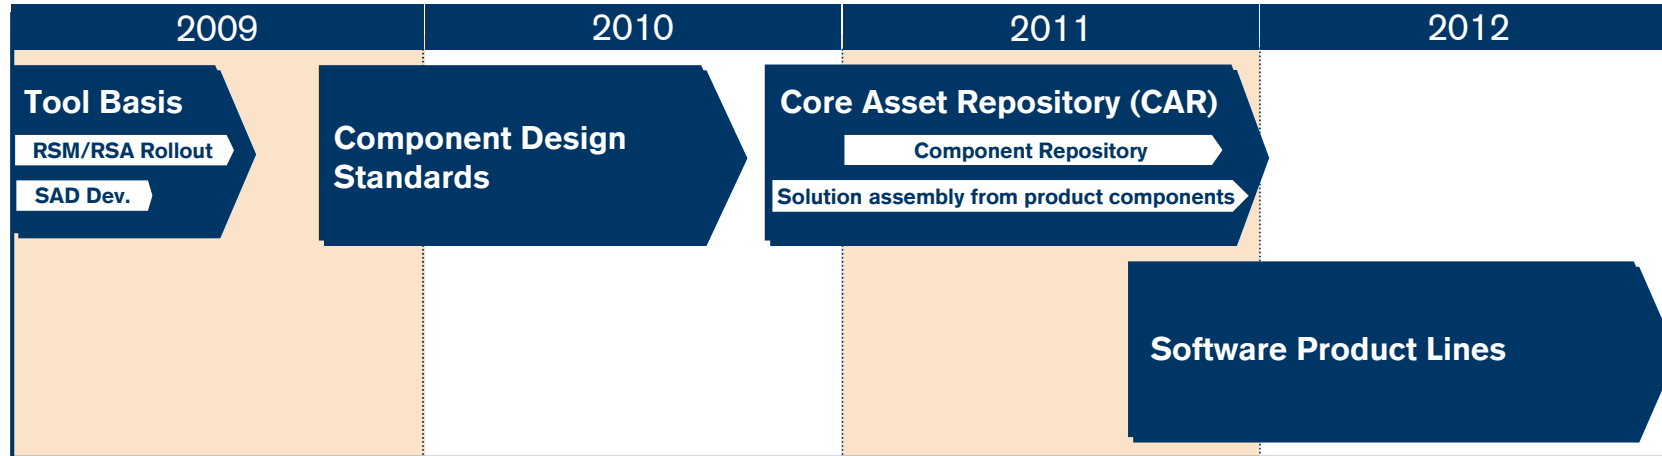 2009 2010 2011 2012
Tool Basis
RSM/RSA Rollout
SAD Dev.
Component Design
Standards
Core Asset Repository (CAR)
Component Repository
Solution assembly from product components
Software Product Lines